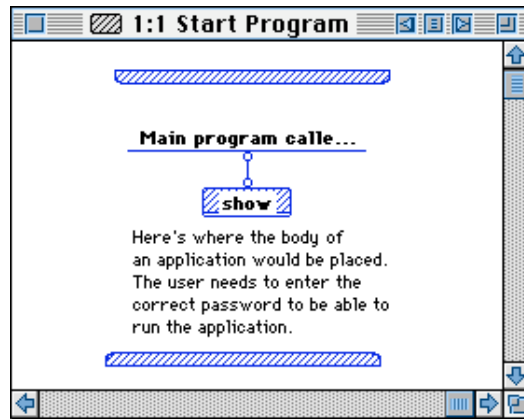 1:1 Start Program
Main program calle...
show
Here's where the body of
an application would be placed.
The user needs to enter the
correct password to be able to
run the application.